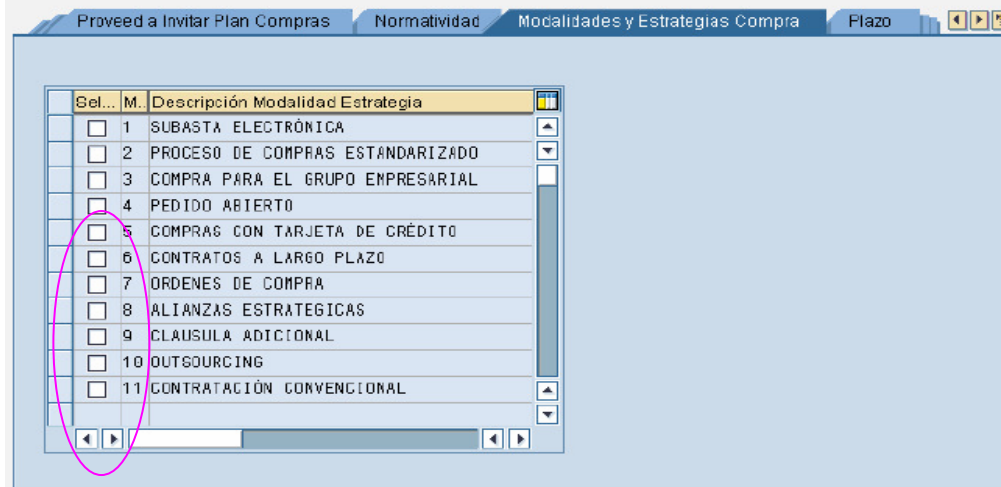 Proveed a Invitar Plan Compras Normatividad Modalidades y Estrategias Compra Plazo
Sel... M.. Descripción Modalidad Estrategia
1 SUBASTA ELECTRÓNICA
2 PROCESO DE COMPRAS ESTANDARIZADO
3 COMPRA PARA EL GRUPO EMPRESARIAL
4 PEDIDO ABIERTO
5 COMPRAS CON TARJETA DE CRÉDITO
6 CONTRATOS A LARGO PLAZO
7 ORDENES DE COMPRA
8 ALIANZAS ESTRATEGICAS
9 CLAUSULA ADICIONAL
10 OUTSOURCING
11 CONTRATACIÓN CONVENCIONAL